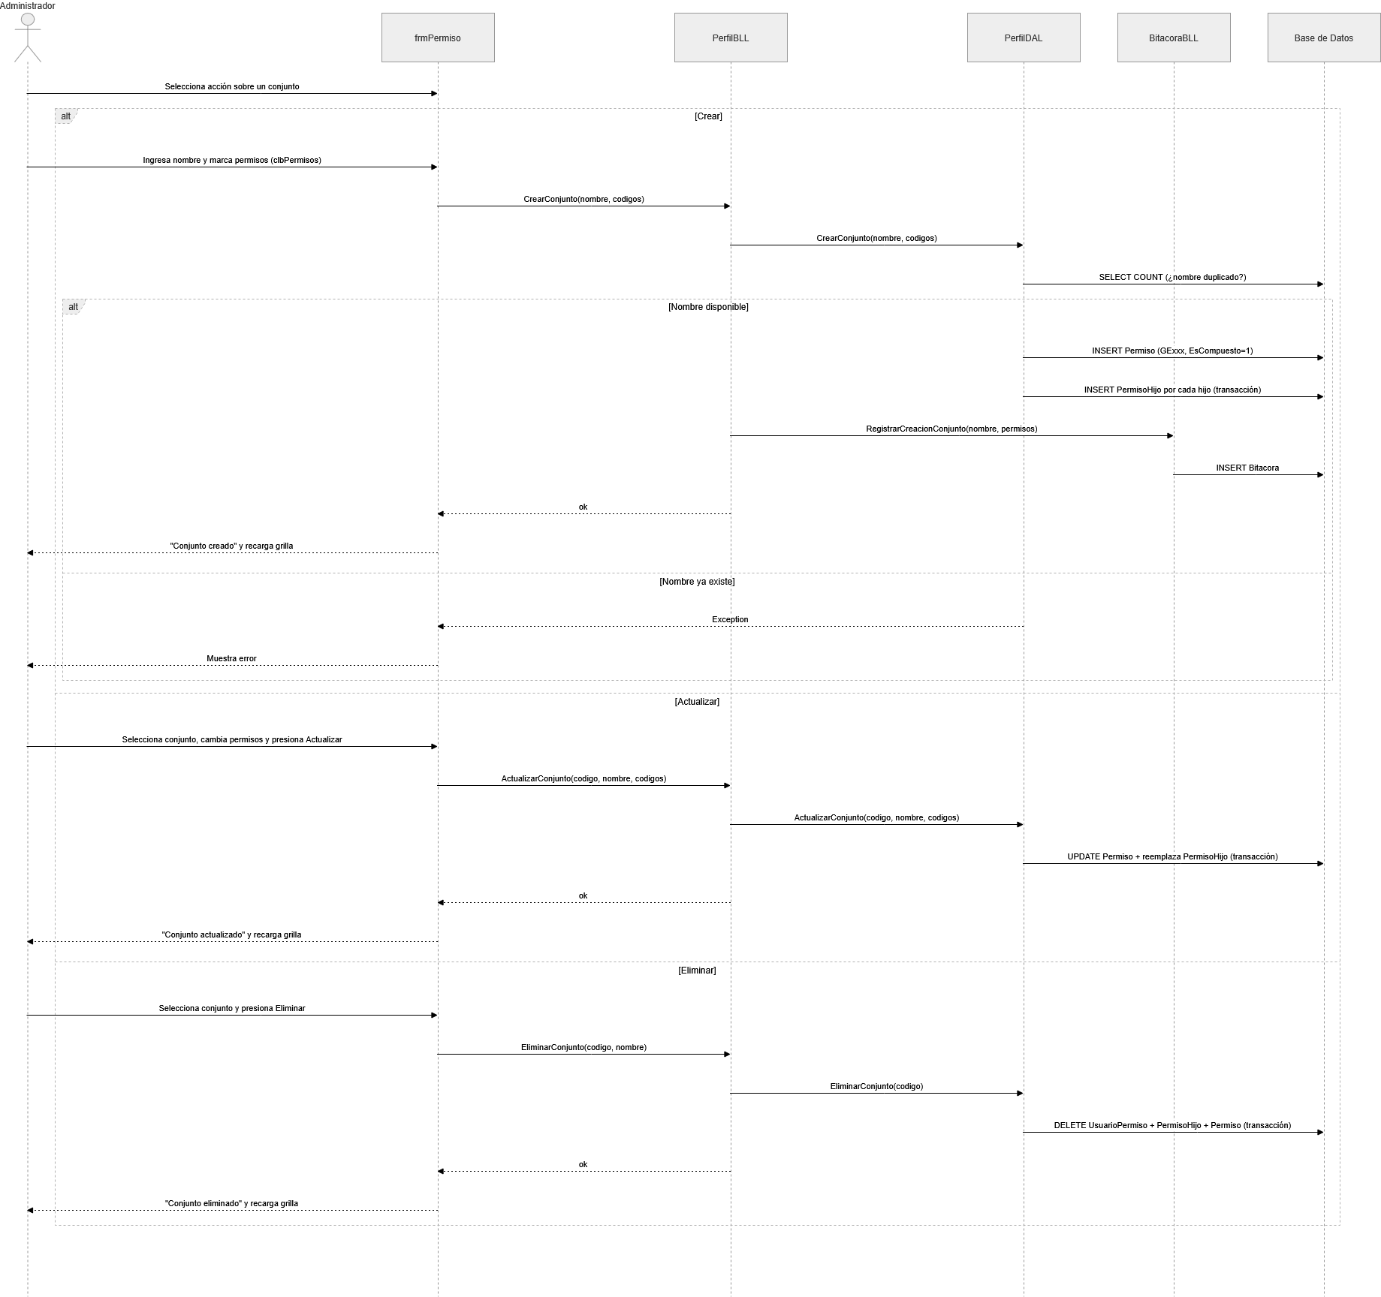 Administrador
frmPermiso
PerfilBLL
PerfilDAL
BitacoraBLL
Base de Datos
Selecciona acción sobre un conjunto
alt
[Crear]
Ingresa nombre y marca permisos (clbPermisos)
CrearConjunto(nombre, codigos)
CrearConjunto(nombre, codigos)
SELECT COUNT (¿nombre duplicado?)
alt
[Nombre disponible]
INSERT Permiso (GExxx, EsCompuesto=1)
INSERT PermisoHijo por cada hijo (transacción)
RegistrarCreacionConjunto(nombre, permisos)
INSERT Bitacora
ok
"Conjunto creado" y recarga grilla
[Nombre ya existe]
Exception
Muestra error
[Actualizar]
Selecciona conjunto, cambia permisos y presiona Actualizar
ActualizarConjunto(codigo, nombre, codigos)
ActualizarConjunto(codigo, nombre, codigos)
UPDATE Permiso + reemplaza PermisoHijo (transacción)
ok
"Conjunto actualizado" y recarga grilla
[Eliminar]
Selecciona conjunto y presiona Eliminar
EliminarConjunto(codigo, nombre)
EliminarConjunto(codigo)
DELETE UsuarioPermiso + PermisoHijo + Permiso (transacción)
ok
"Conjunto eliminado" y recarga grilla